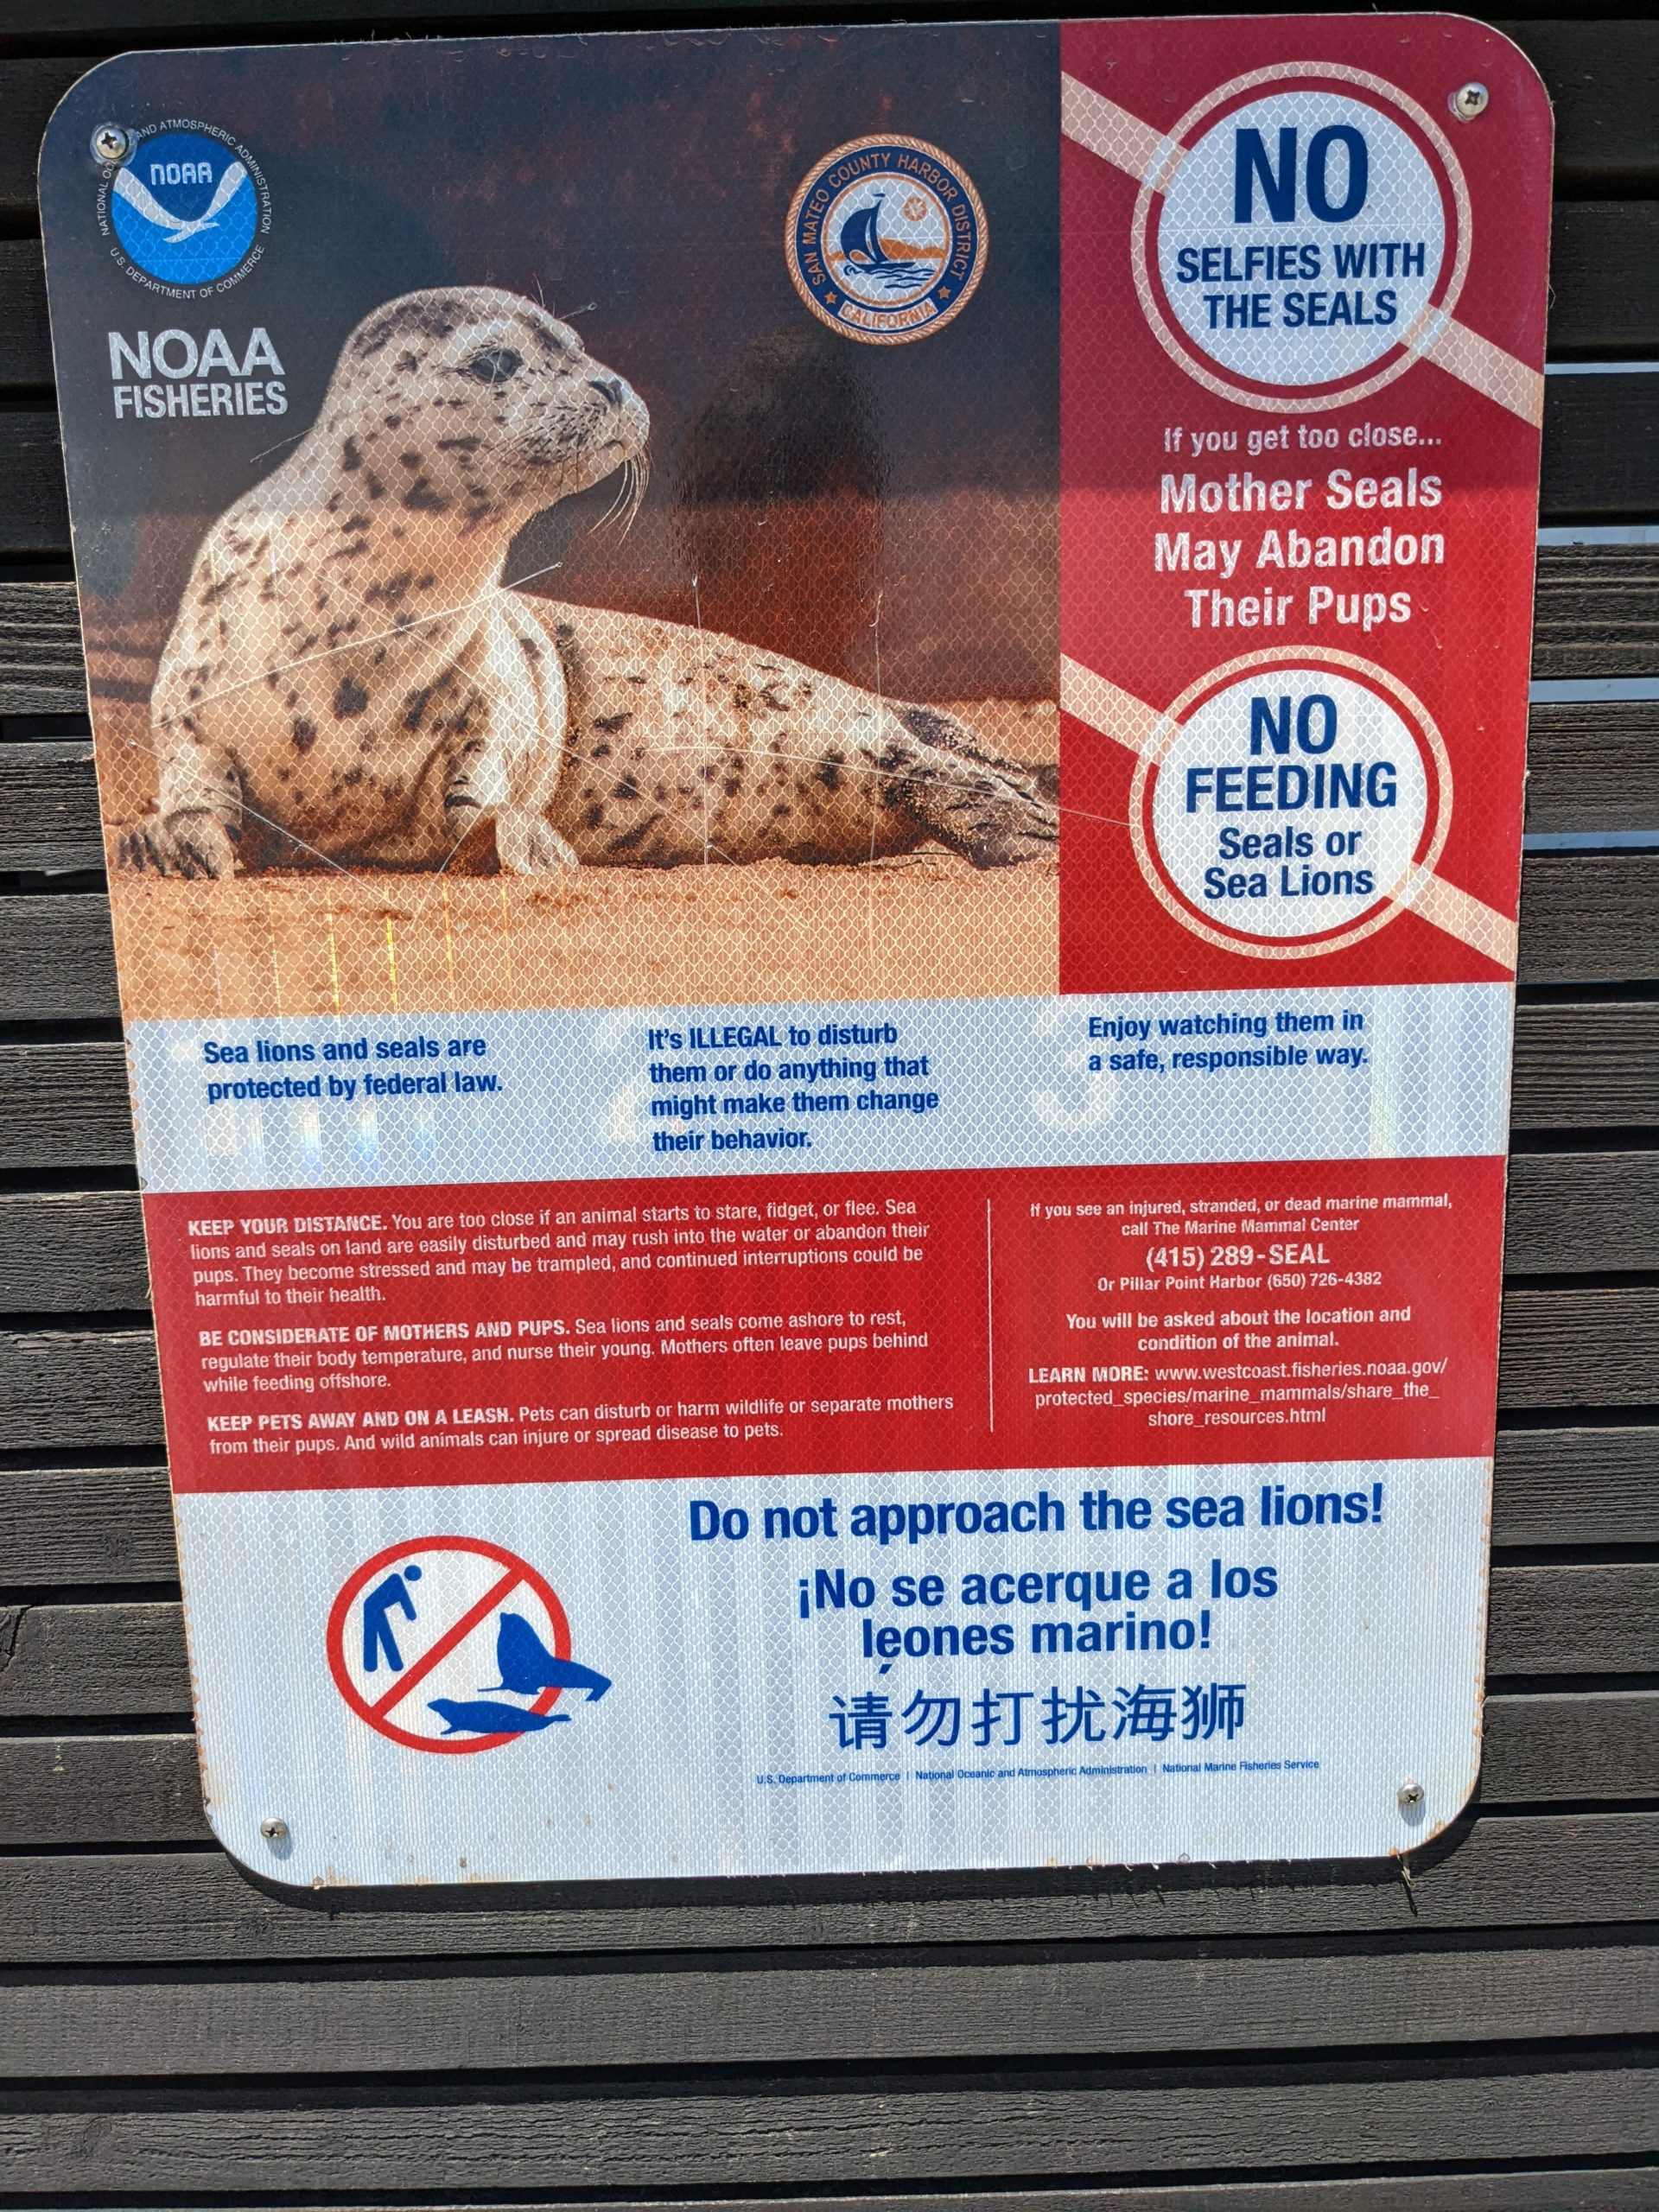 NATIONAL OC AND ATMOSPHERIC ADMINISTRATION
NOAA
U.S. DEPARTMENT OF COMMERCE
NOAA
FISHERIES
SAN MATEO COUNTY HARBOR DISTRICT
CALIFORNIA
NO
SELFIES WITH
THE SEALS
If you get too close...
Mother Seals
May Abandon
Their Pups
NO
FEEDING
Seals or
Sea Lions
Sea lions and seals are
protected by federal law.
2
It's ILLEGAL to disturb
them or do anything that
might make them change
their behavior.
3
Enjoy watching them in
a safe, responsible way.
KEEP YOUR DISTANCE. You are too close if an animal starts to stare, fidget, or flee. Sea
lions and seals on land are easily disturbed and may rush into the water or abandon their
pups. They become stressed and may be trampled, and continued interruptions could be
harmful to their health.
BE CONSIDERATE OF MOTHERS AND PUPS. Sea lions and seals come ashore to rest,
regulate their body temperature, and nurse their young. Mothers often leave pups behind
while feeding offshore.
KEEP PETS AWAY AND ON A LEASH. Pets can disturb or harm wildlife or separate mothers
from their pups. And wild animals can injure or spread disease to pets.
If you see an injured, stranded, or dead marine mammal,
call The Marine Mammal Center
(415) 289-SEAL
Or Pillar Point Harbor (650) 726-4382
You will be asked about the location and
condition of the animal.
LEARN MORE: www.westcoast.fisheries.noaa.gov/
protected_species/marine_mammals/share_the_
shore_resources.html
Do not approach the sea lions!
¡No se acerque a los
leones marino!
请勿打扰海狮
U.S. Department of Commerce | National Oceanic and Atmospheric Administration | National Marine Fisheries Service